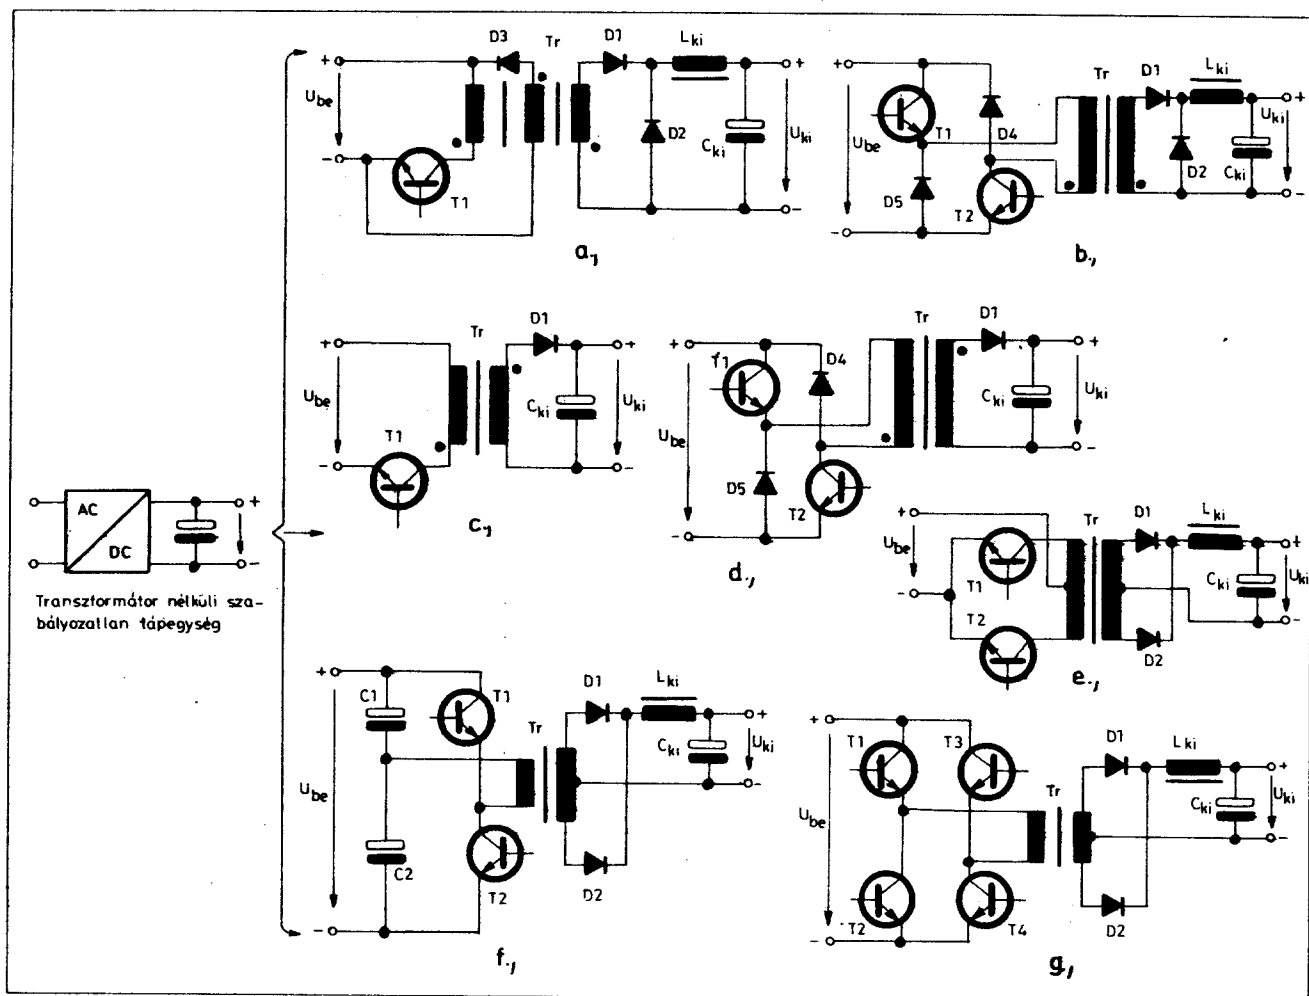 D3 Tr D1 L_ki
+ +
U_be D2 C_ki U_ki
- -
T1
a.,
+ Tr D1 L_ki +
T1 D4 U_ki
U_be D2 C_ki
D5 T2
- -
b.,
+ Tr D1 +
U_be C_ki U_ki
T1
- -
c.,
+ T1 D4 Tr D1 +
U_be C_ki U_ki
D5 T2
- -
d.,
AC
DC
+
-
Transzformátor nélküli sza-
bályozatlan tápegység
+ Tr D1 L_ki +
U_be T1 C_ki U_ki
- T2 -
D2
e.,
+ C1 T1 D1 L_ki +
Tr C_ki U_ki
U_be -
C2 T2 D2
-
f.,
+ T1 T3 D1 L_ki +
U_be Tr C_ki U_ki
-
T2 T4 D2
-
g,